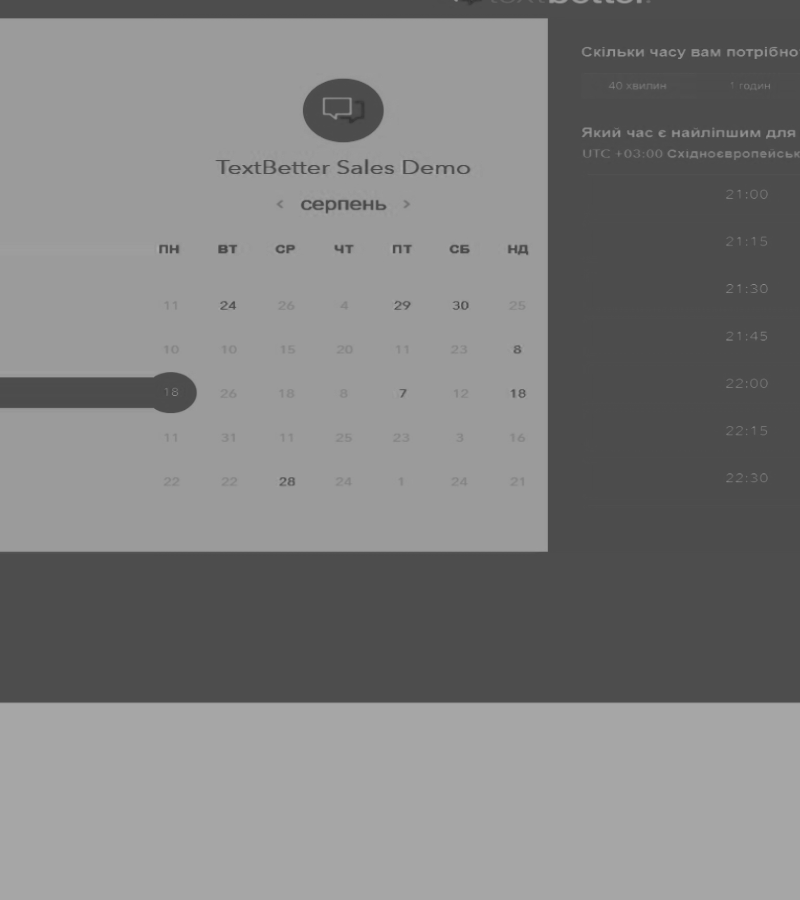 textbetter.
TextBetter Sales Demo
‹ серпень ›
ПН ВТ СР ЧТ ПТ СБ НД
11 24 26 4 29 30 25
10 10 15 20 11 23 8
18 26 18 8 7 12 18
11 31 11 25 23 3 16
22 22 28 24 1 24 21
Скільки часу вам потрібно
40 хвилин 1 годин
Який час є найліпшим для
UTC +03:00 Східноєвропейськ
21:00
21:15
21:30
21:45
22:00
22:15
22:30